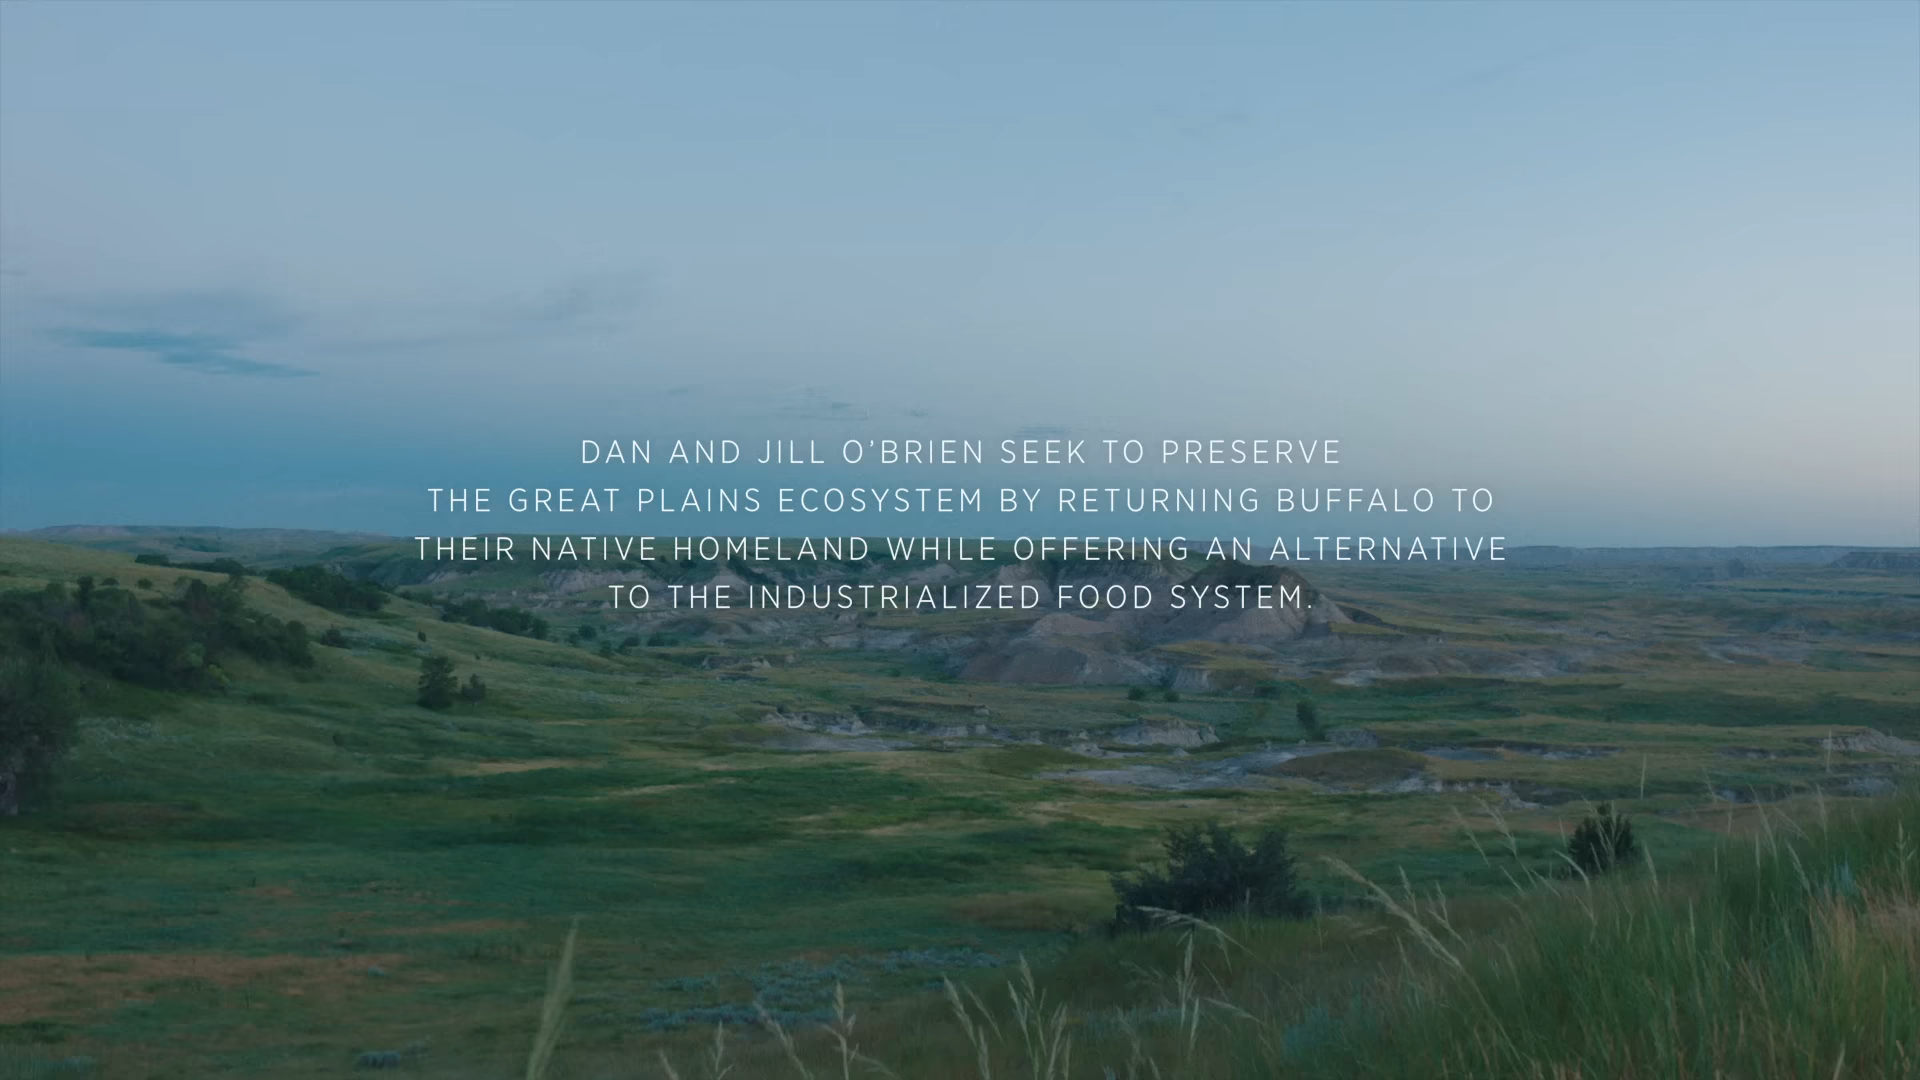 DAN AND JILL O’BRIEN SEEK TO PRESERVE
THE GREAT PLAINS ECOSYSTEM BY RETURNING BUFFALO TO
THEIR NATIVE HOMELAND WHILE OFFERING AN ALTERNATIVE
TO THE INDUSTRIALIZED FOOD SYSTEM.